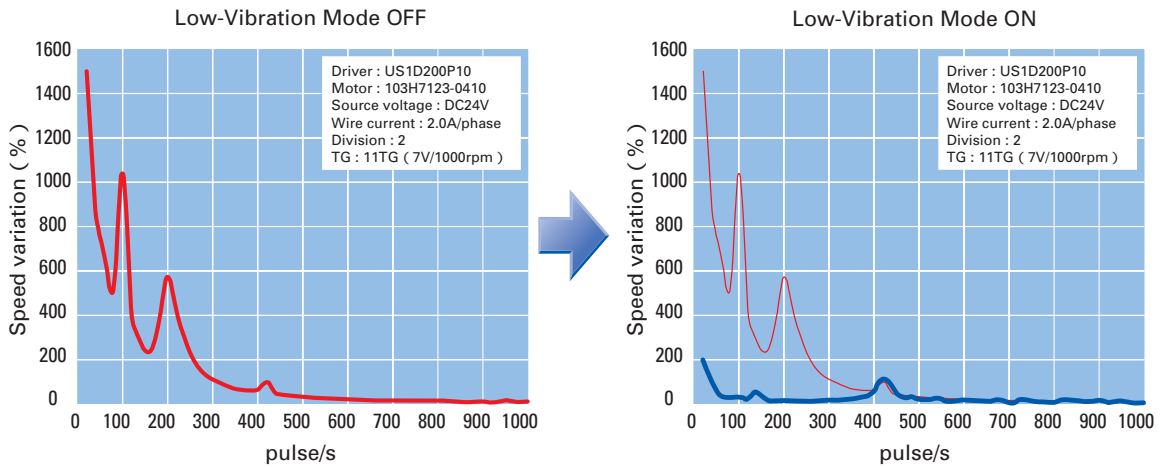 Low-Vibration Mode OFF
1600
1400
1200
1000
800
600
400
200
0
Speed variation ( % )
Driver : US1D200P10
Motor : 103H7123-0410
Source voltage : DC24V
Wire current : 2.0A/phase
Division : 2
TG : 11TG ( 7V/1000rpm )
0 100 200 300 400 500 600 700 800 900 1000
pulse/s
Low-Vibration Mode ON
1600
1400
1200
1000
800
600
400
200
0
Speed variation ( % )
Driver : US1D200P10
Motor : 103H7123-0410
Source voltage : DC24V
Wire current : 2.0A/phase
Division : 2
TG : 11TG ( 7V/1000rpm )
0 100 200 300 400 500 600 700 800 900 1000
pulse/s